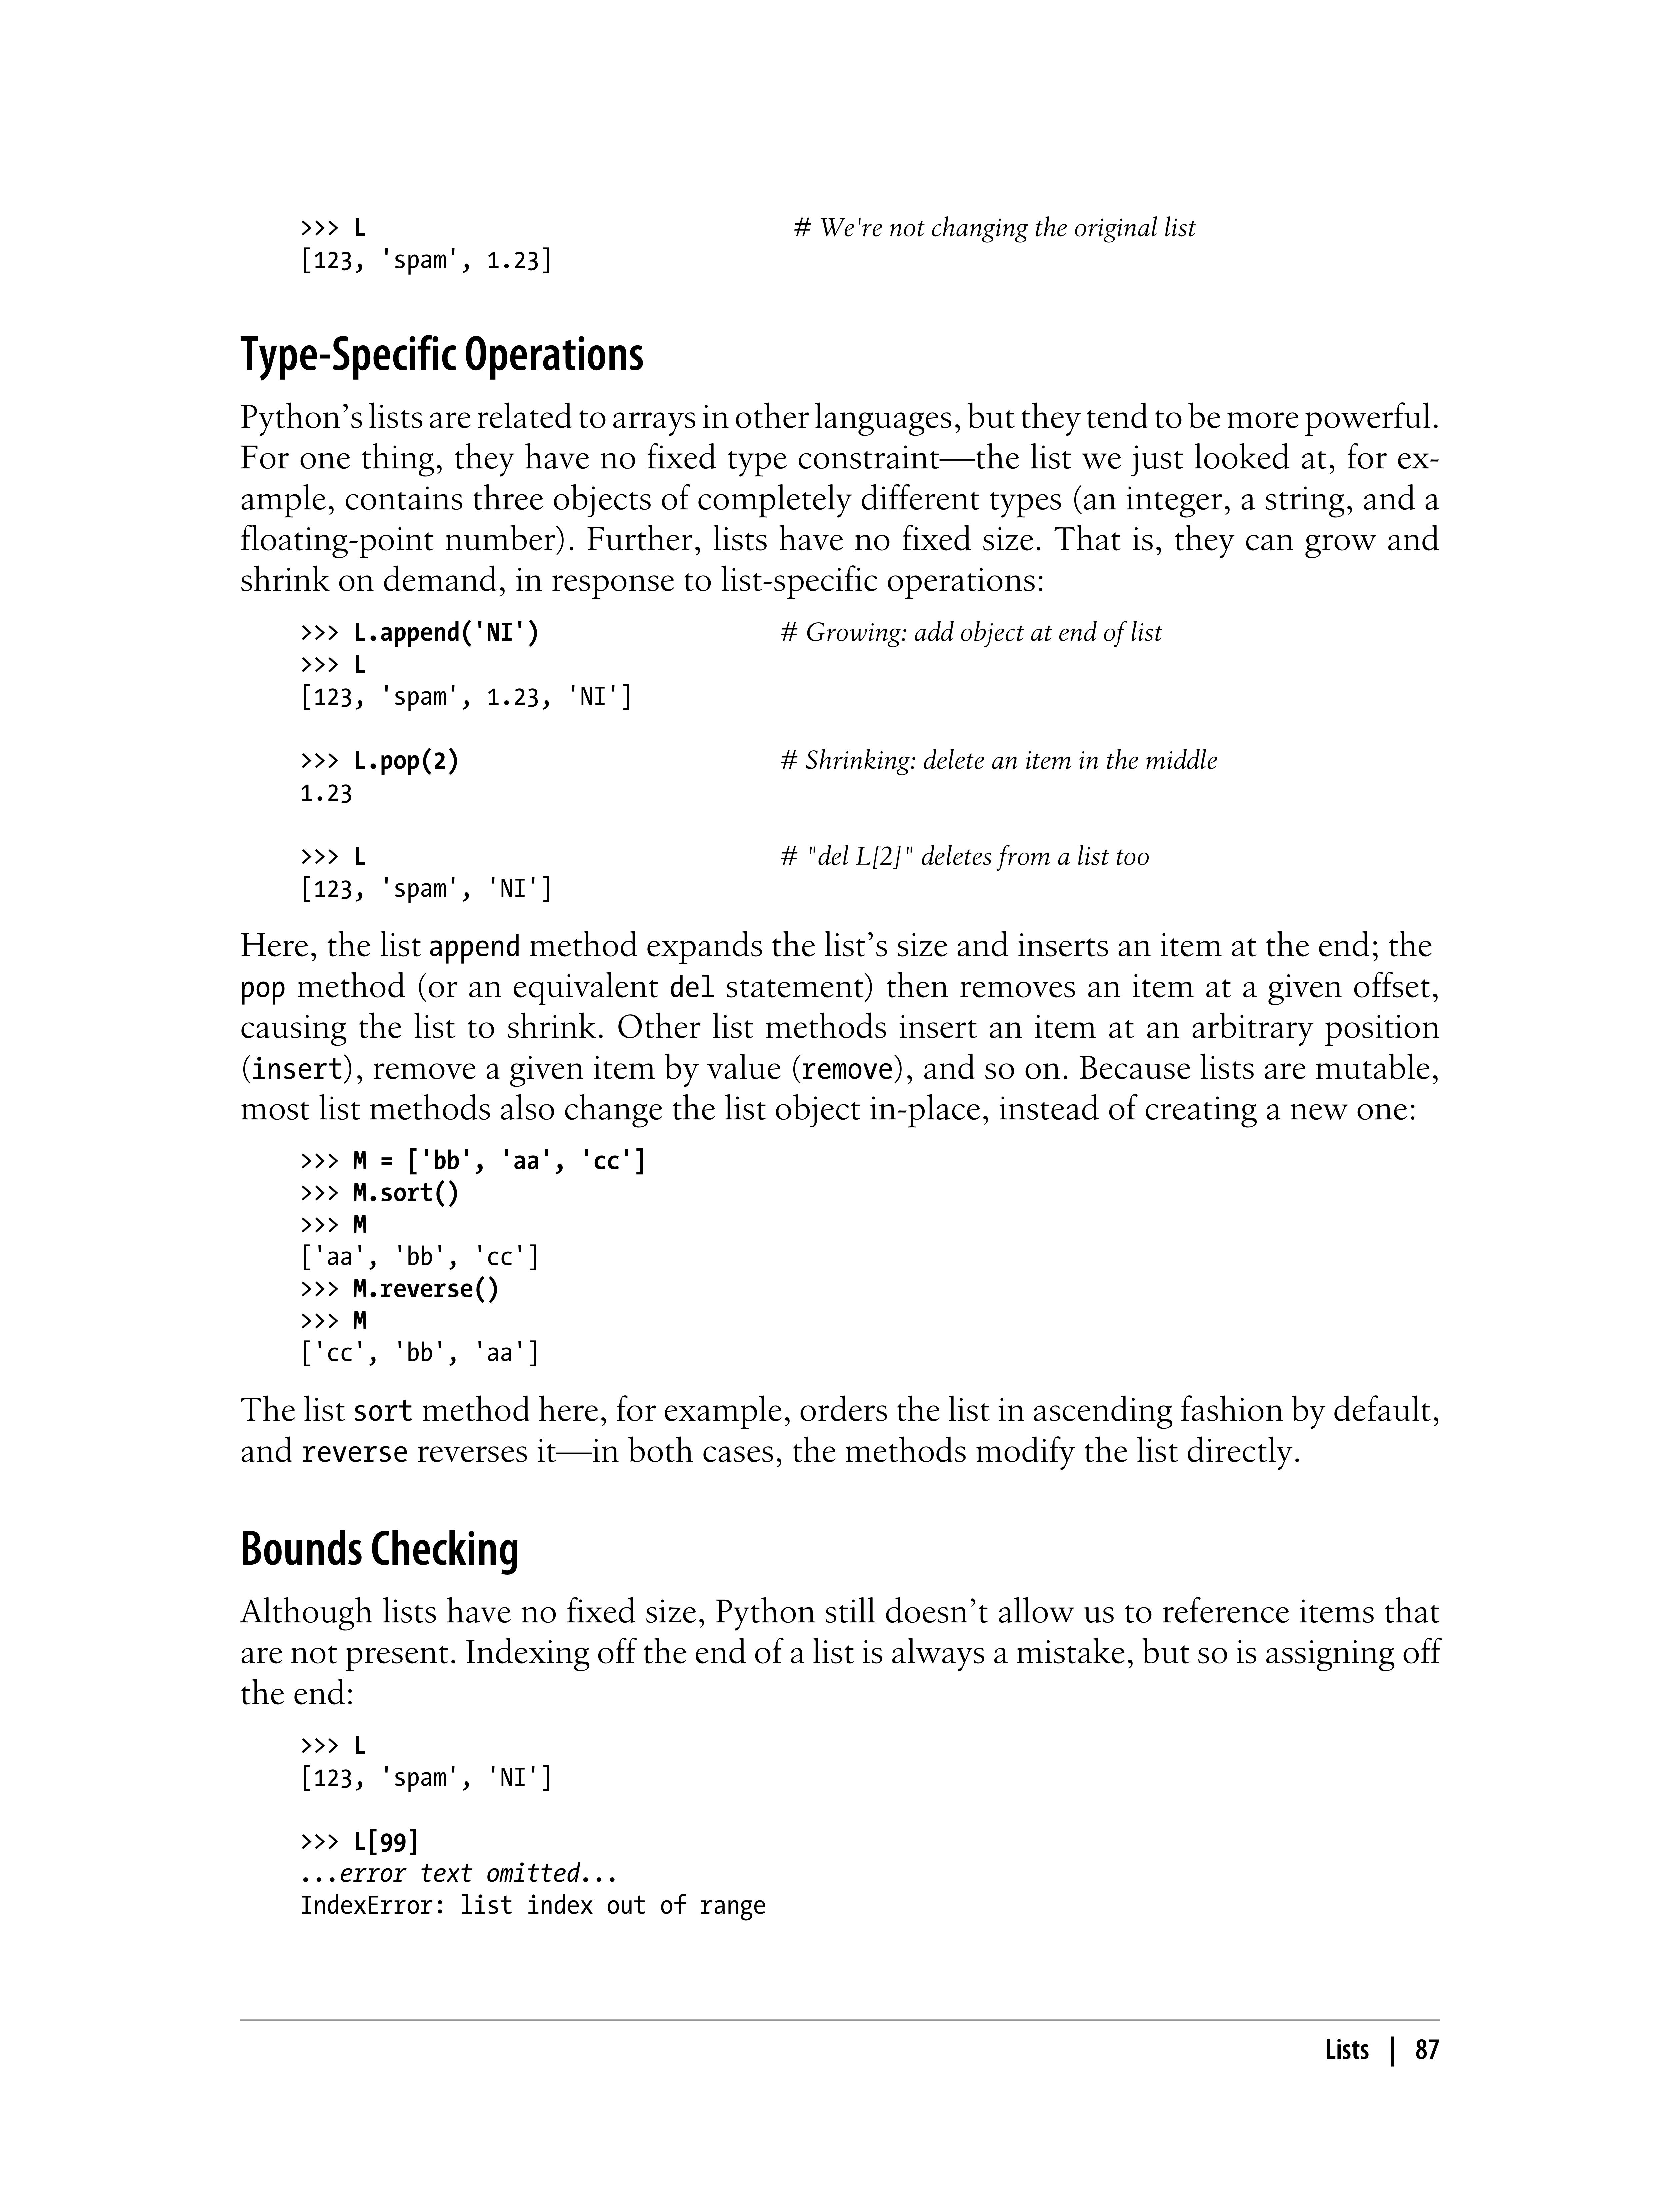 >>> L # We're not changing the original list
[123, 'spam', 1.23]
Type-Specific Operations
Python’s lists are related to arrays in other languages, but they tend to be more powerful.
For one thing, they have no fixed type constraint—the list we just looked at, for ex-
ample, contains three objects of completely different types (an integer, a string, and a
floating-point number). Further, lists have no fixed size. That is, they can grow and
shrink on demand, in response to list-specific operations:
>>> L.append('NI') # Growing: add object at end of list
>>> L
[123, 'spam', 1.23, 'NI']
>>> L.pop(2) # Shrinking: delete an item in the middle
1.23
>>> L # "del L[2]" deletes from a list too
[123, 'spam', 'NI']
Here, the list append method expands the list’s size and inserts an item at the end; the
pop method (or an equivalent del statement) then removes an item at a given offset,
causing the list to shrink. Other list methods insert an item at an arbitrary position
(insert), remove a given item by value (remove), and so on. Because lists are mutable,
most list methods also change the list object in-place, instead of creating a new one:
>>> M = ['bb', 'aa', 'cc']
>>> M.sort()
>>> M
['aa', 'bb', 'cc']
>>> M.reverse()
>>> M
['cc', 'bb', 'aa']
The list sort method here, for example, orders the list in ascending fashion by default,
and reverse reverses it—in both cases, the methods modify the list directly.
Bounds Checking
Although lists have no fixed size, Python still doesn’t allow us to reference items that
are not present. Indexing off the end of a list is always a mistake, but so is assigning off
the end:
>>> L
[123, 'spam', 'NI']
>>> L[99]
...error text omitted...
IndexError: list index out of range
Lists | 87